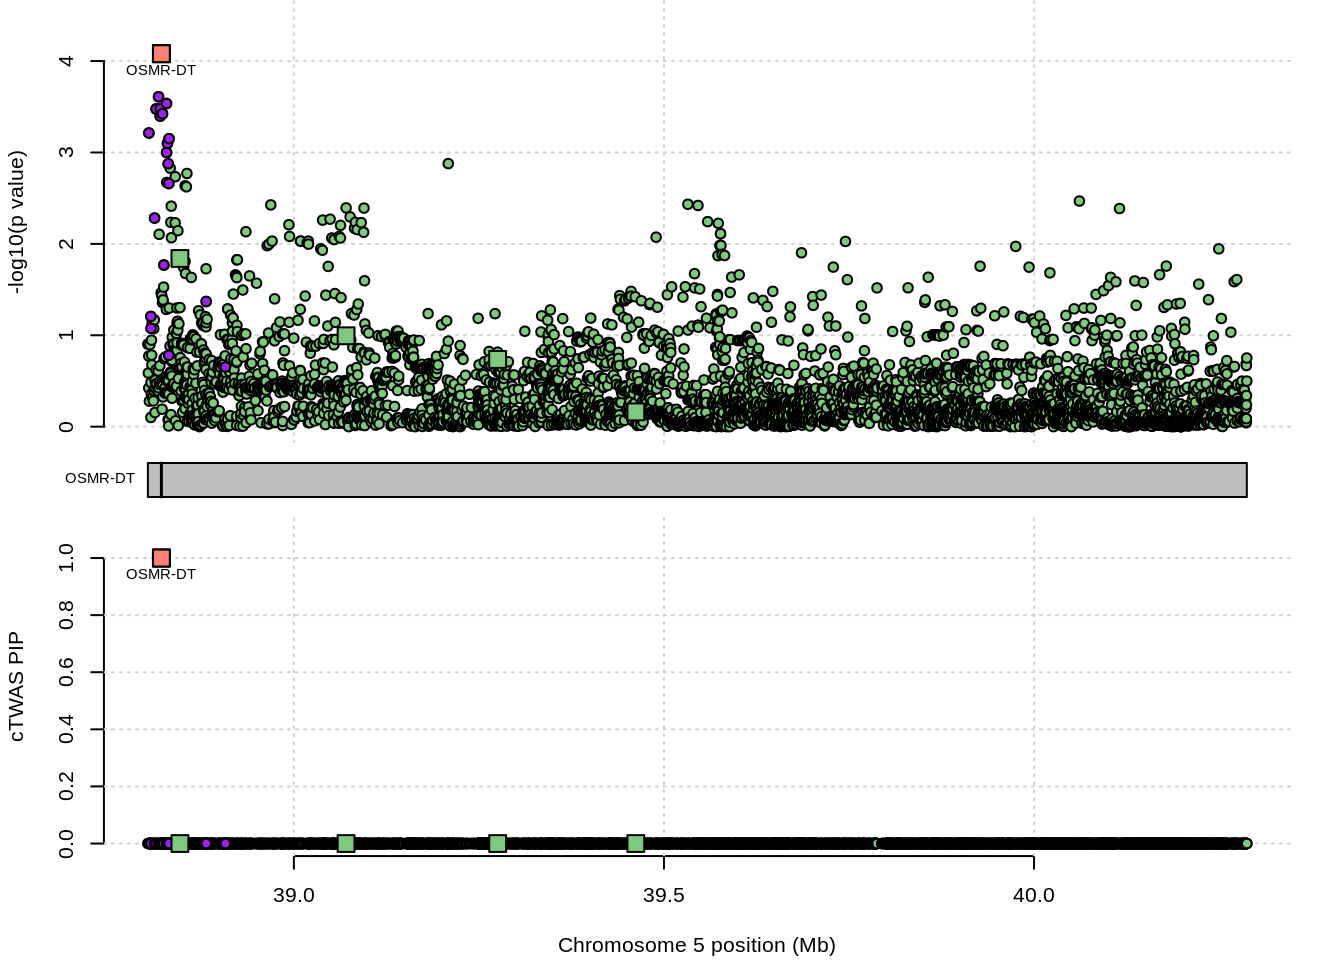 4
3
2
1
0
-log10(p value)
OSMR-DT
OSMR-DT
1.0
0.8
0.6
0.4
0.2
0.0
cTWAS PIP
OSMR-DT
39.0 39.5 40.0
Chromosome 5 position (Mb)